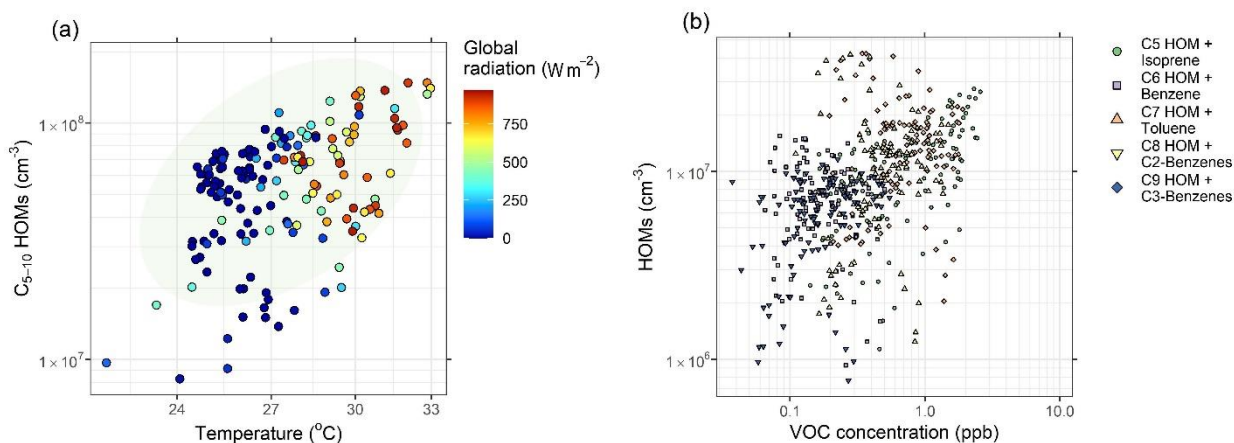 (a)
Global
radiation (W m⁻²)
750
500
250
0
C₅₋₁₀ HOMs (cm⁻³)
1 × 10⁸
1 × 10⁷
24
27
30
33
Temperature (°C)
(b)
HOMs (cm⁻³)
1 × 10⁷
1 × 10⁶
0.1
1.0
10.0
VOC concentration (ppb)
C5 HOM +
Isoprene
C6 HOM +
Benzene
C7 HOM +
Toluene
C8 HOM +
C2-Benzenes
C9 HOM +
C3-Benzenes